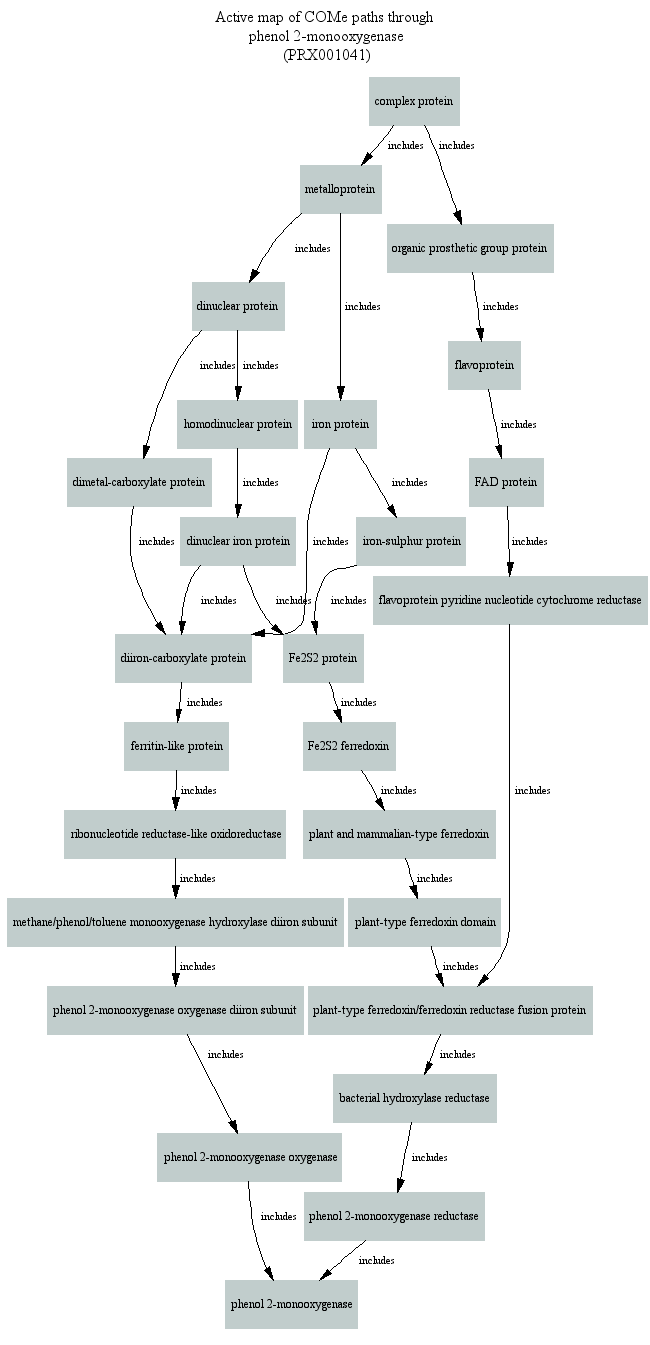 Active map of COMe paths through
phenol 2-monooxygenase
(PRX001041)
complex protein
includes
includes
metalloprotein
organic prosthetic group protein
includes
dinuclear protein
includes
includes
flavoprotein
includes
includes
homodinuclear protein
iron protein
includes
dimetal-carboxylate protein
includes
includes
FAD protein
includes
dinuclear iron protein
includes
iron-sulphur protein
includes
flavoprotein pyridine nucleotide cytochrome reductase
includes
includes
includes
diiron-carboxylate protein
Fe2S2 protein
includes
includes
ferritin-like protein
Fe2S2 ferredoxin
includes
includes
includes
ribonucleotide reductase-like oxidoreductase
plant and mammalian-type ferredoxin
includes
includes
methane/phenol/toluene monooxygenase hydroxylase diiron subunit
plant-type ferredoxin domain
includes
includes
phenol 2-monooxygenase oxygenase diiron subunit
plant-type ferredoxin/ferredoxin reductase fusion protein
includes
includes
bacterial hydroxylase reductase
phenol 2-monooxygenase oxygenase
includes
includes
phenol 2-monooxygenase reductase
includes
phenol 2-monooxygenase